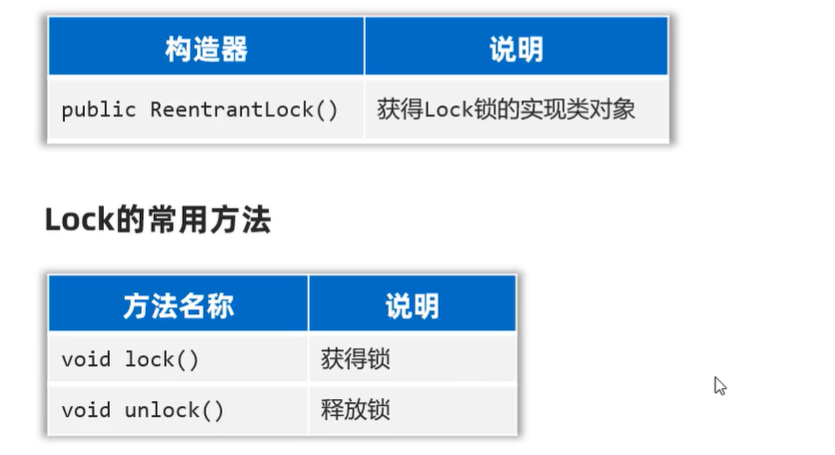 构造器 说明
public ReentrantLock() 获得Lock锁的实现类对象
Lock的常用方法
方法名称 说明
void lock() 获得锁
void unlock() 释放锁